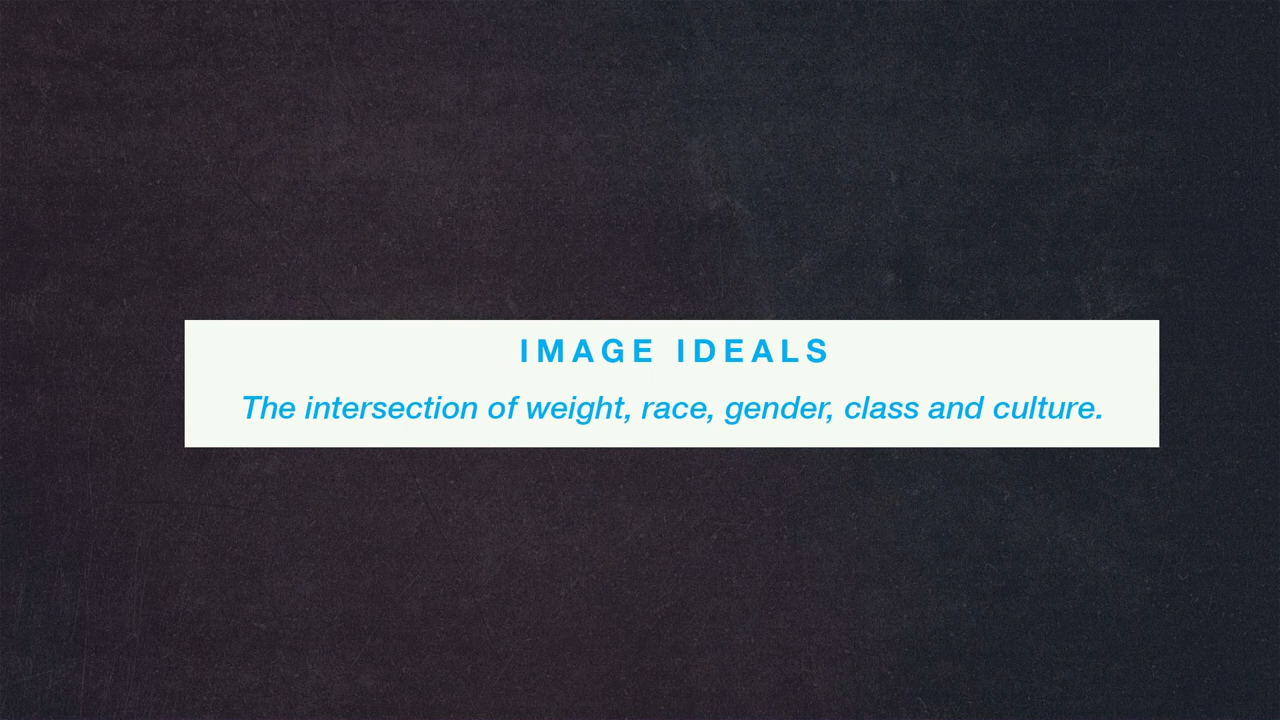 IMAGE IDEALS
The intersection of weight, race, gender, class and culture.